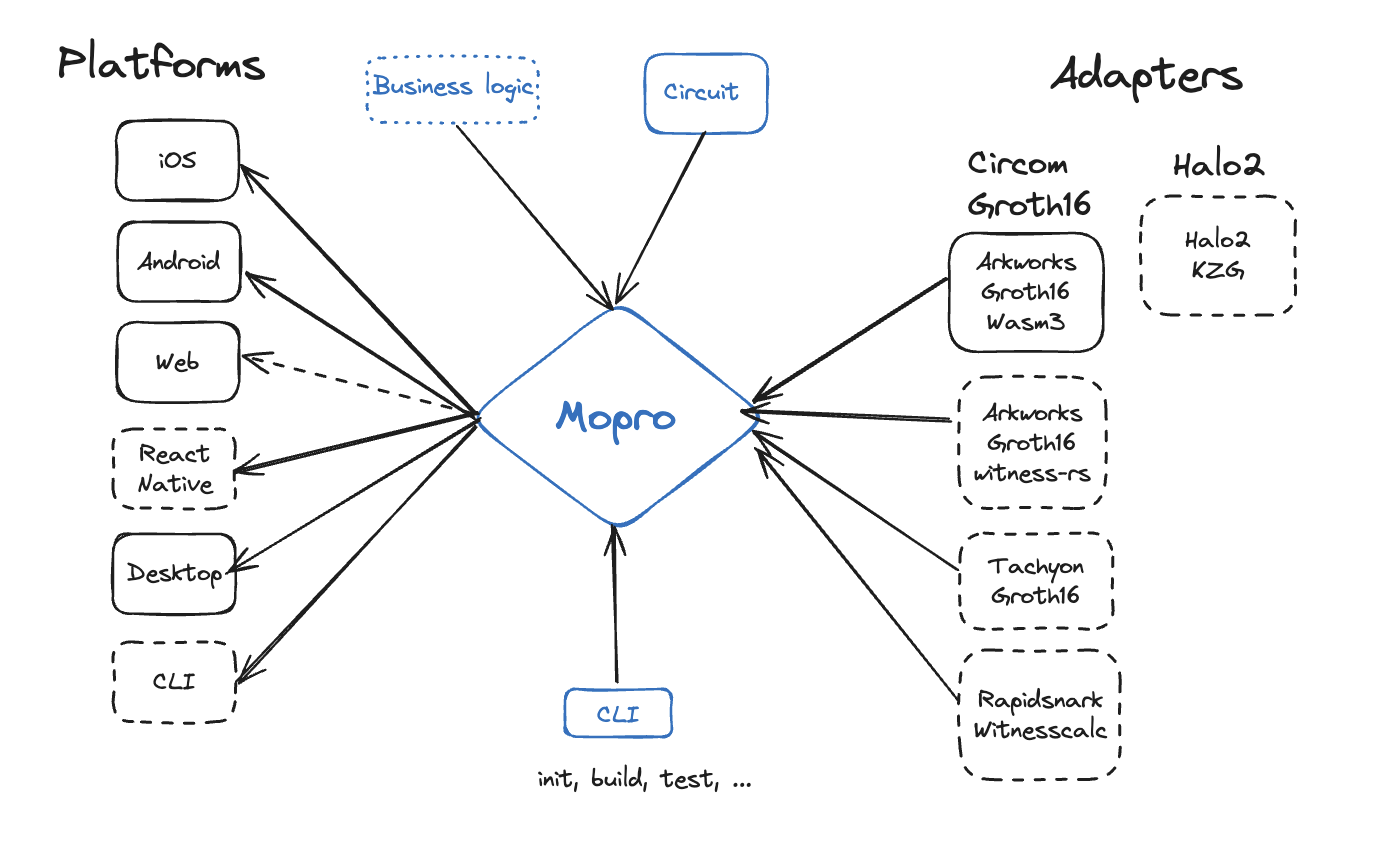 Platforms
iOS
Android
Web
React
Native
Desktop
CLI
Business logic
Circuit
Mopro
CLI
init, build, test, ...
Adapters
Circom
Groth16
Arkworks
Groth16
Wasm3
Arkworks
Groth16
witness-rs
Tachyon
Groth16
Rapidsnark
Witnesscalc
Halo2
Halo2
KZG